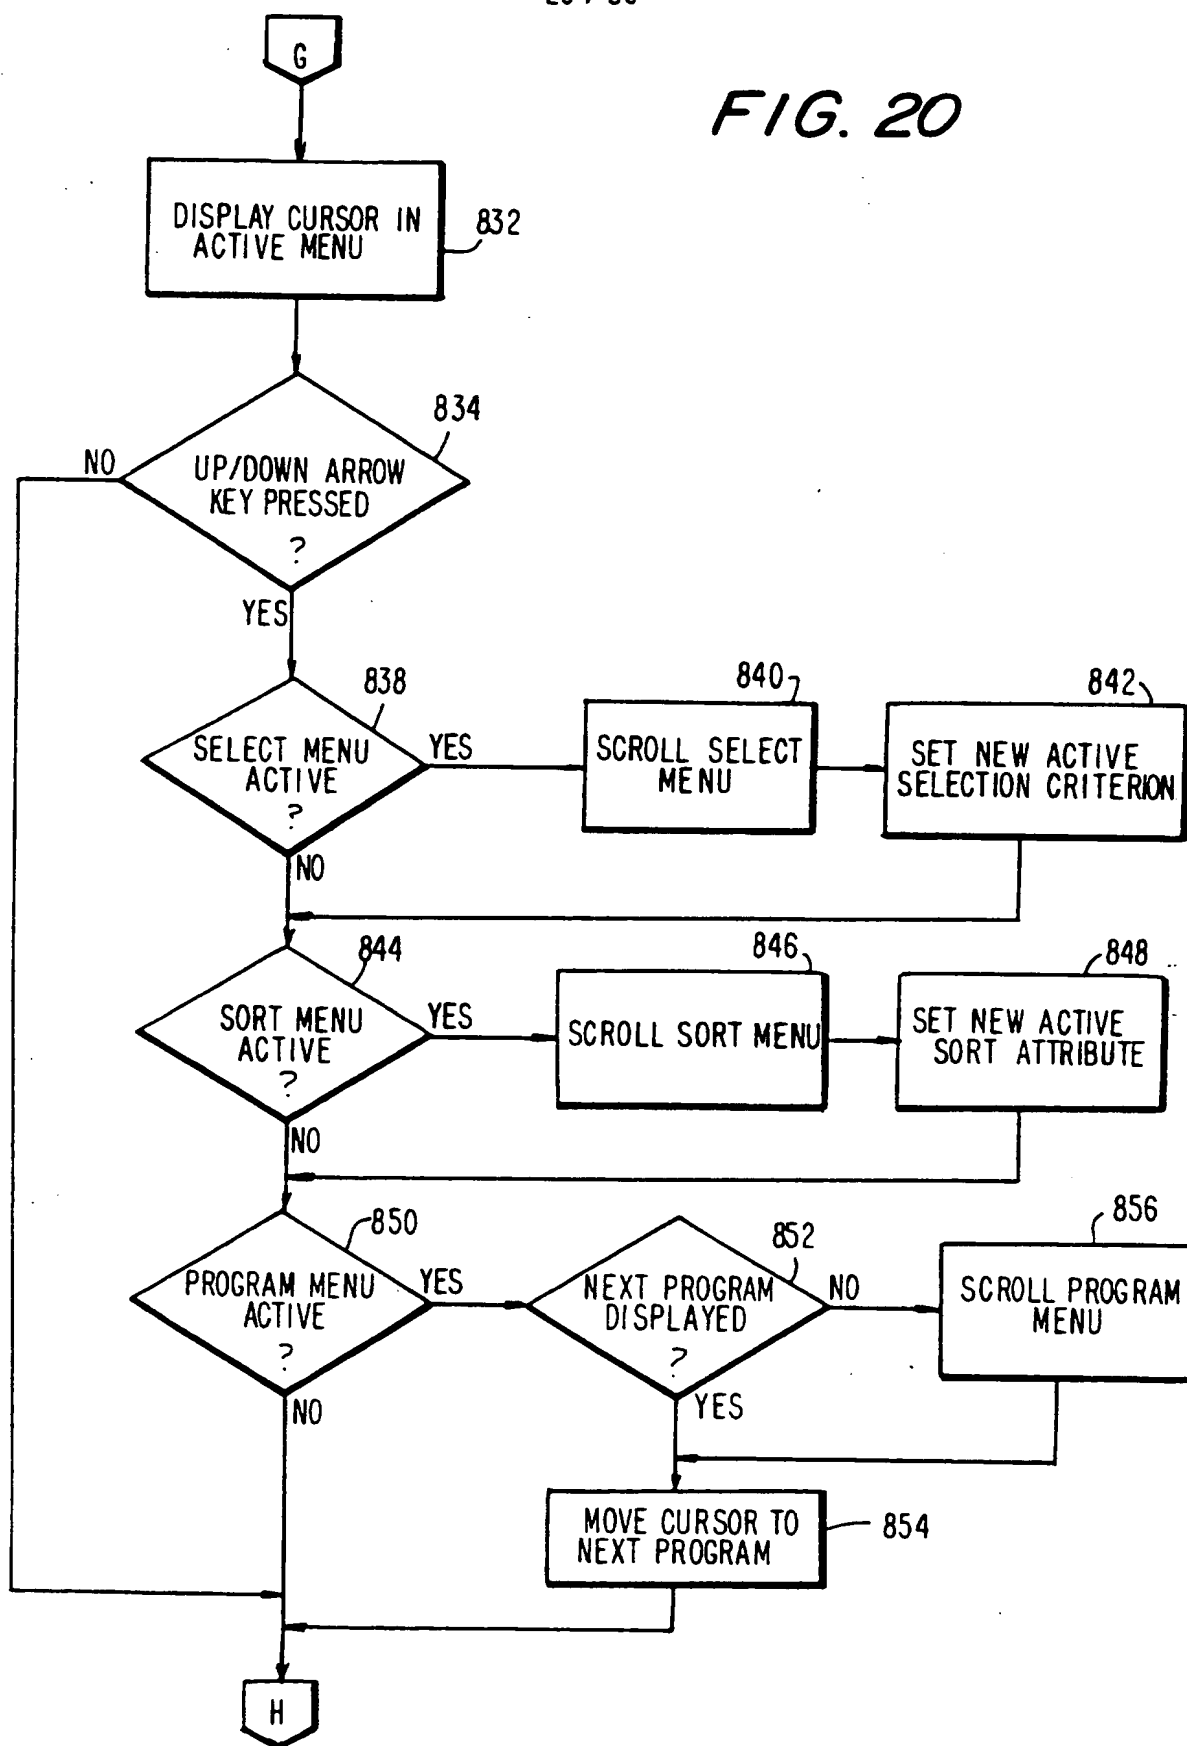 G
FIG. 20
DISPLAY CURSOR IN
ACTIVE MENU
832
834
UP/DOWN ARROW
KEY PRESSED
?
NO
YES
838
SELECT MENU
ACTIVE
?
YES
NO
840
SCROLL SELECT
MENU
842
SET NEW ACTIVE
SELECTION CRITERION
844
SORT MENU
ACTIVE
?
YES
NO
846
SCROLL SORT MENU
848
SET NEW ACTIVE
SORT ATTRIBUTE
850
PROGRAM MENU
ACTIVE
?
YES
NO
852
NEXT PROGRAM
DISPLAYED
?
NO
YES
856
SCROLL PROGRAM
MENU
MOVE CURSOR TO
NEXT PROGRAM
854
H